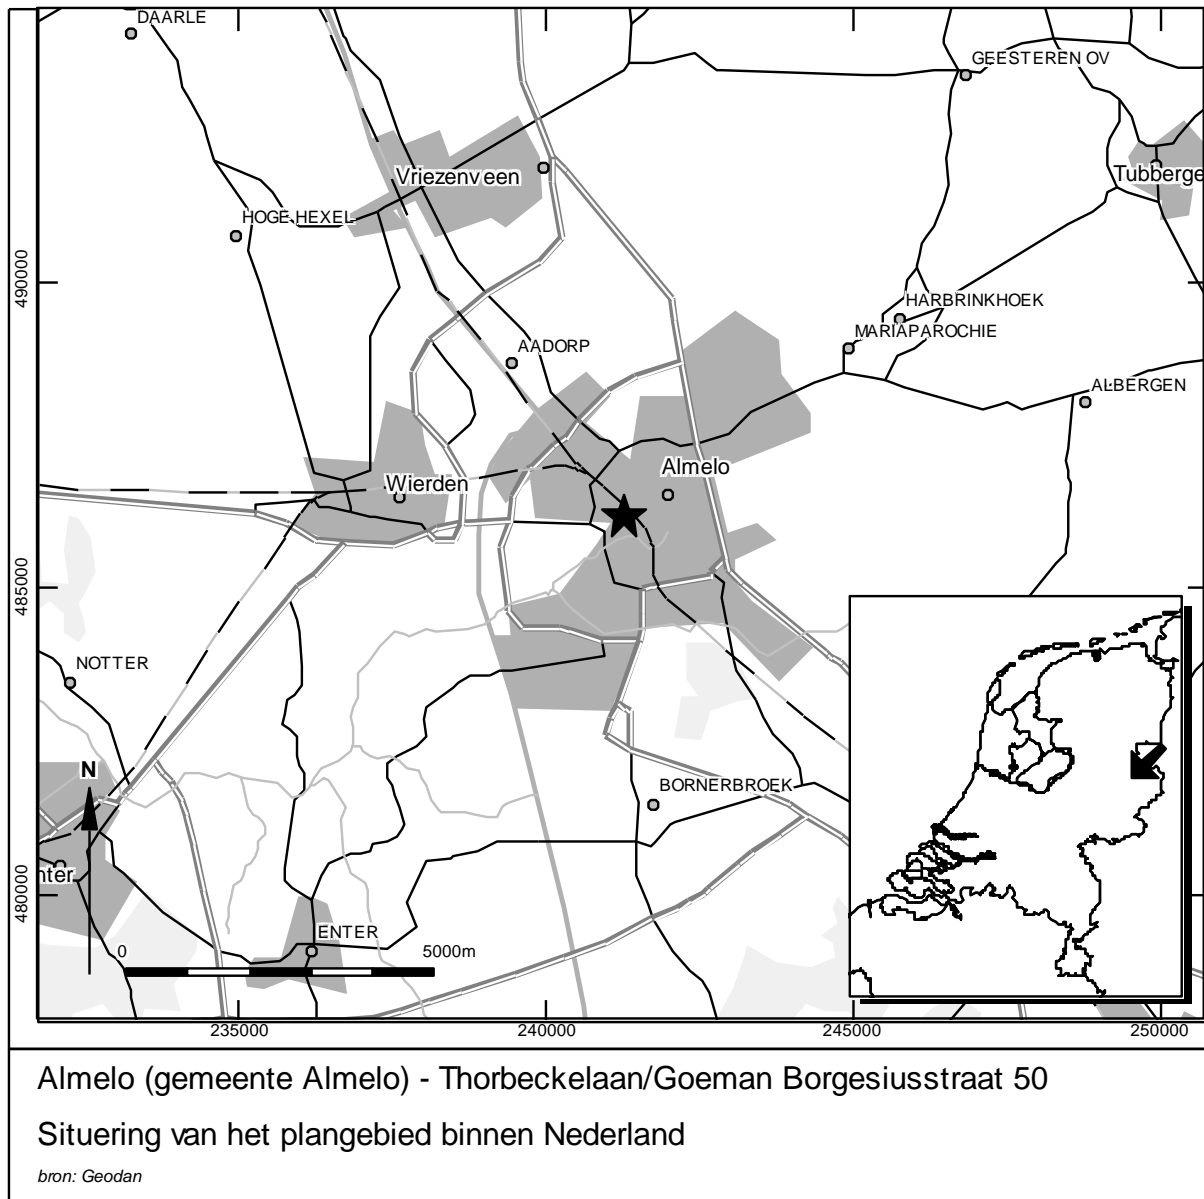 DAARLE
GEESTEREN OV
Vriezenveen
Tubberge
HOGE HEXEL
490000
HARBRINKHOEK
MARIAPAROCHIE
AADORP
ALBERGEN
Almelo
Wierden
485000
NOTTER
N
BORNERBROEK
nter
480000
ENTER
0 5000m
235000 240000 245000 250000
Almelo (gemeente Almelo) - Thorbeckelaan/Goeman Borgesiusstraat 50
Situering van het plangebied binnen Nederland
bron: Geodan